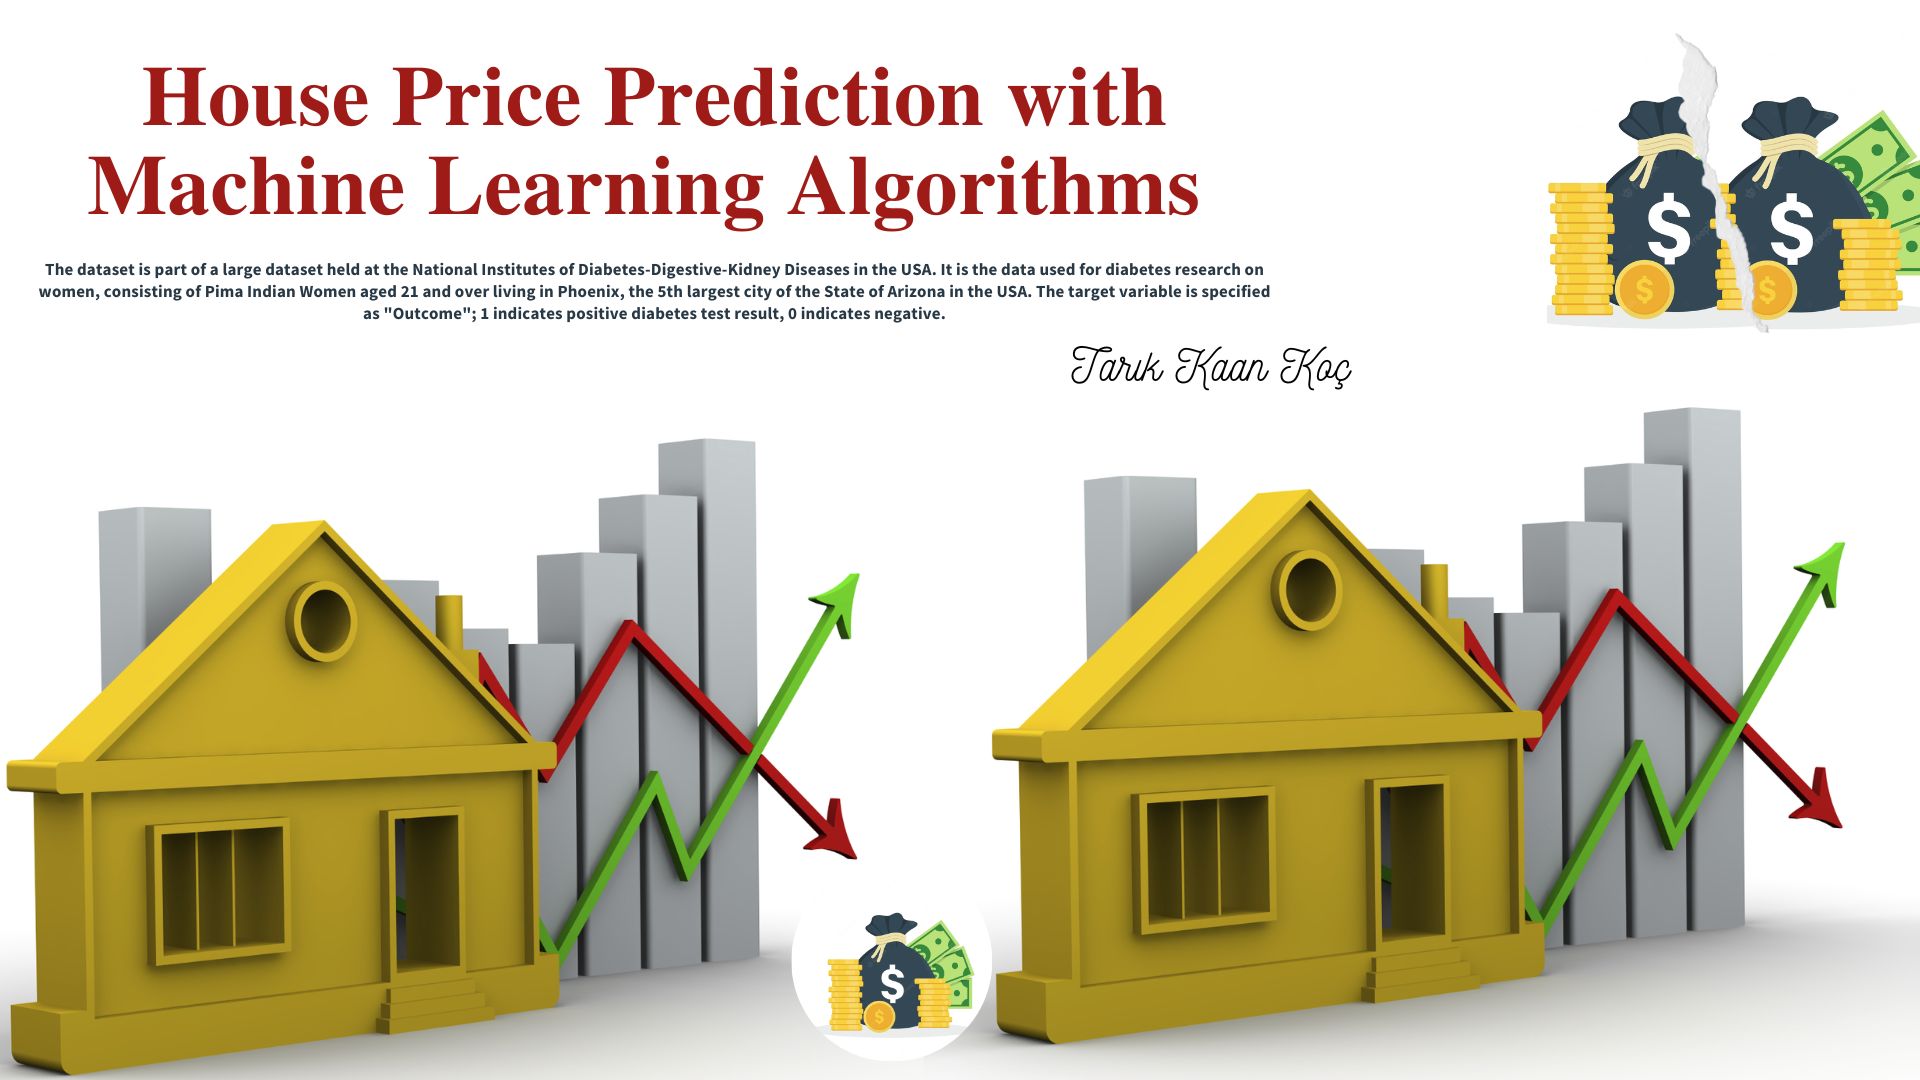 House Price Prediction with
Machine Learning Algorithms
The dataset is part of a large dataset held at the National Institutes of Diabetes-Digestive-Kidney Diseases in the USA. It is the data used for diabetes research on
women, consisting of Pima Indian Women aged 21 and over living in Phoenix, the 5th largest city of the State of Arizona in the USA. The target variable is specified
as "Outcome"; 1 indicates positive diabetes test result, 0 indicates negative.
Tarık Kaan Koç
$ $
$ $
$
$